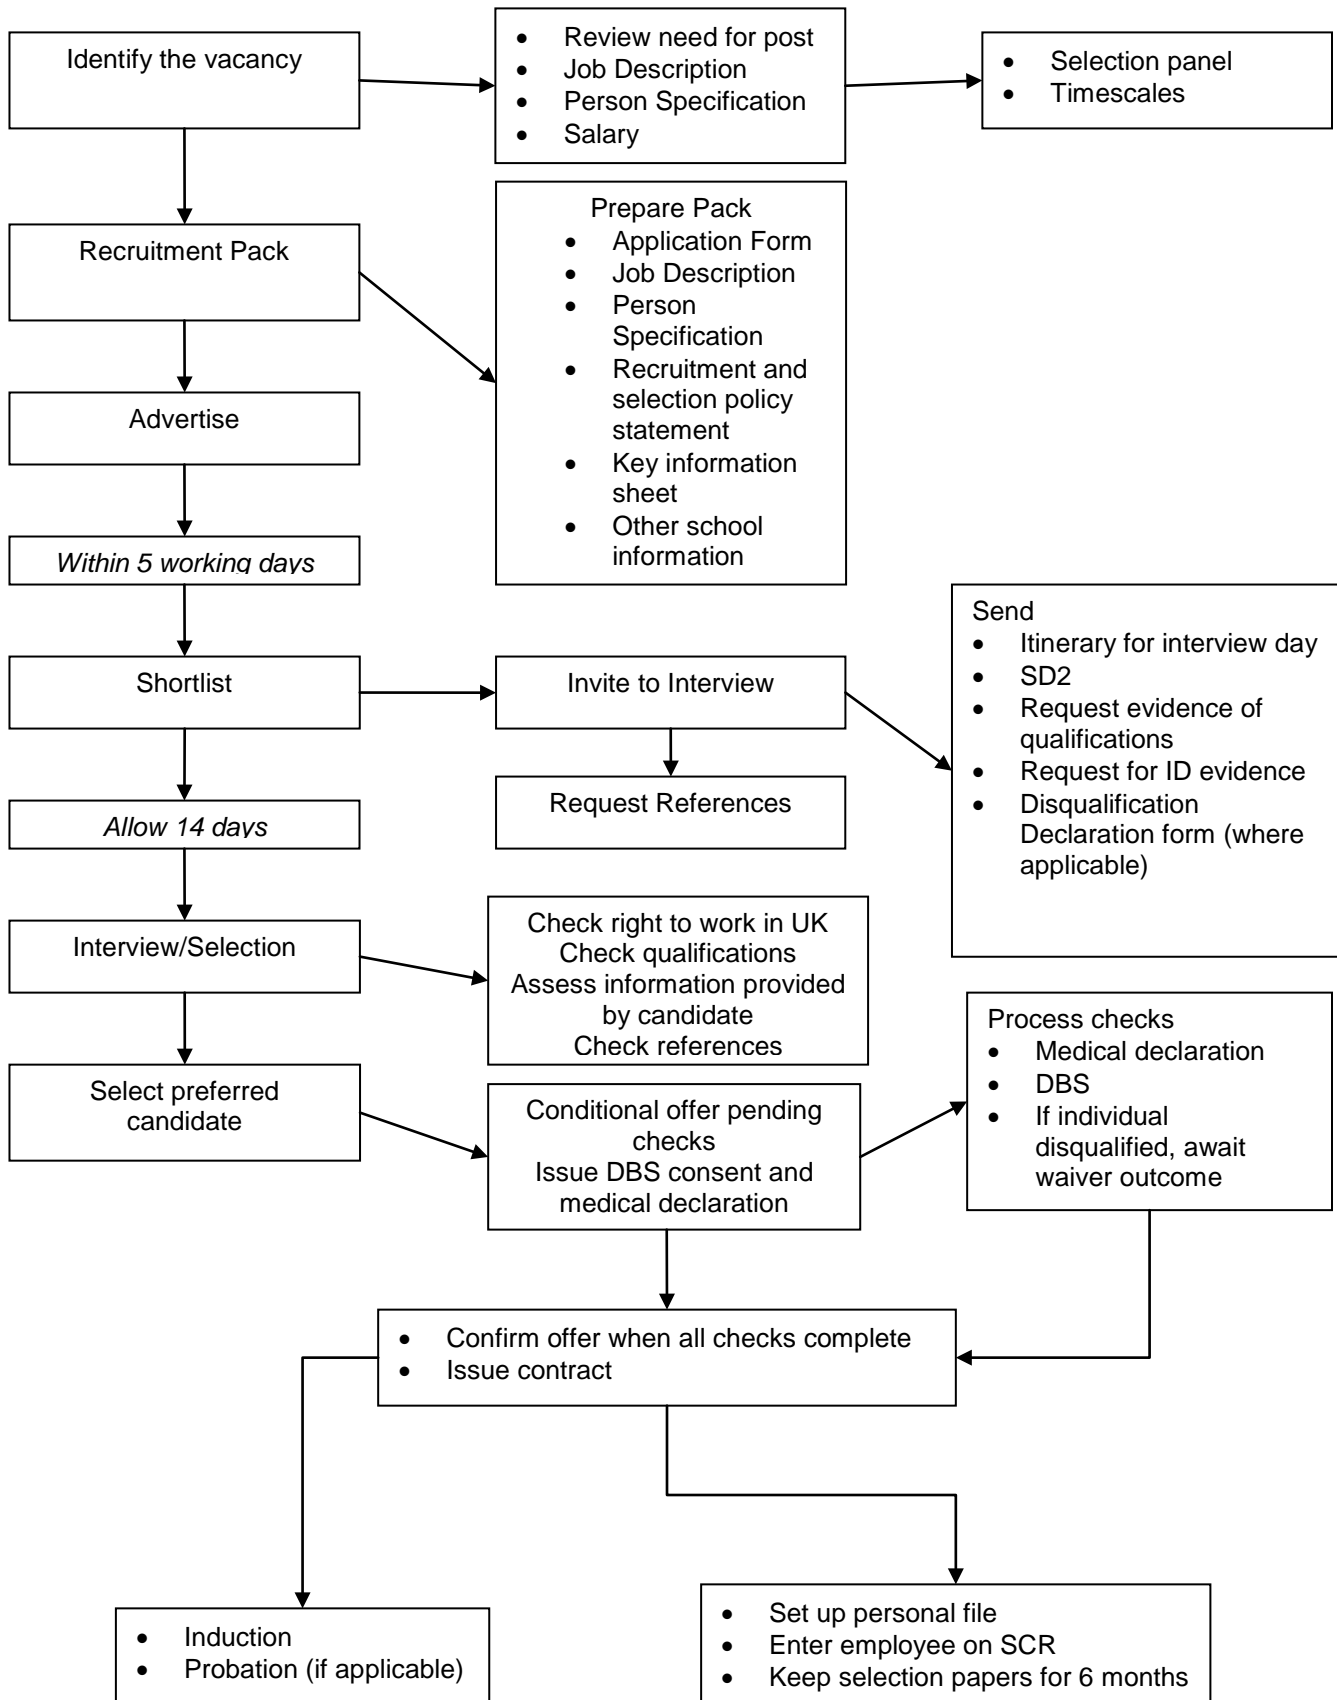 Identify the vacancy
• Review need for post
• Job Description
• Person Specification
• Salary
• Selection panel
• Timescales
Recruitment Pack
Prepare Pack
• Application Form
• Job Description
• Person
Specification
• Recruitment and
selection policy
statement
• Key information
sheet
• Other school
information
Advertise
Within 5 working days
Shortlist
Invite to Interview
Request References
Send
• Itinerary for interview day
• SD2
• Request evidence of
qualifications
• Request for ID evidence
• Disqualification
Declaration form (where
applicable)
Allow 14 days
Interview/Selection
Check right to work in UK
Check qualifications
Assess information provided
by candidate
Check references
Select preferred
candidate
Conditional offer pending
checks
Issue DBS consent and
medical declaration
Process checks
• Medical declaration
• DBS
• If individual
disqualified, await
waiver outcome
• Confirm offer when all checks complete
• Issue contract
• Induction
• Probation (if applicable)
• Set up personal file
• Enter employee on SCR
• Keep selection papers for 6 months